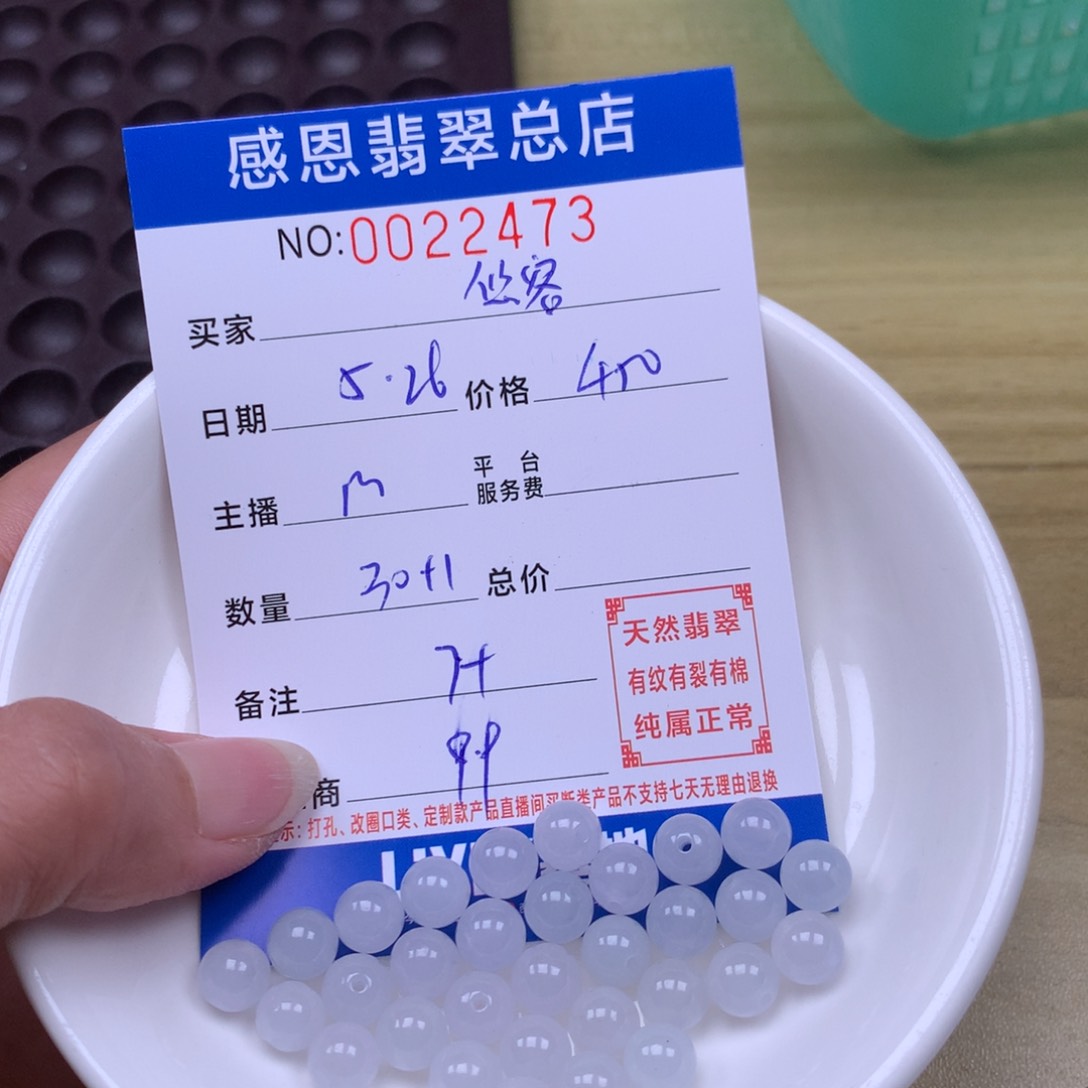 感恩翡翠总店
NO:0022473
买家 悠客
日期 5.26 价格 450
主播 M 平台服务费
数量 30+1 总价
备注
天然翡翠
有纹有裂有棉
纯属正常
商
示：打孔、改圈口类、定制款产品直播间买断类产品不支持七天无理由退换